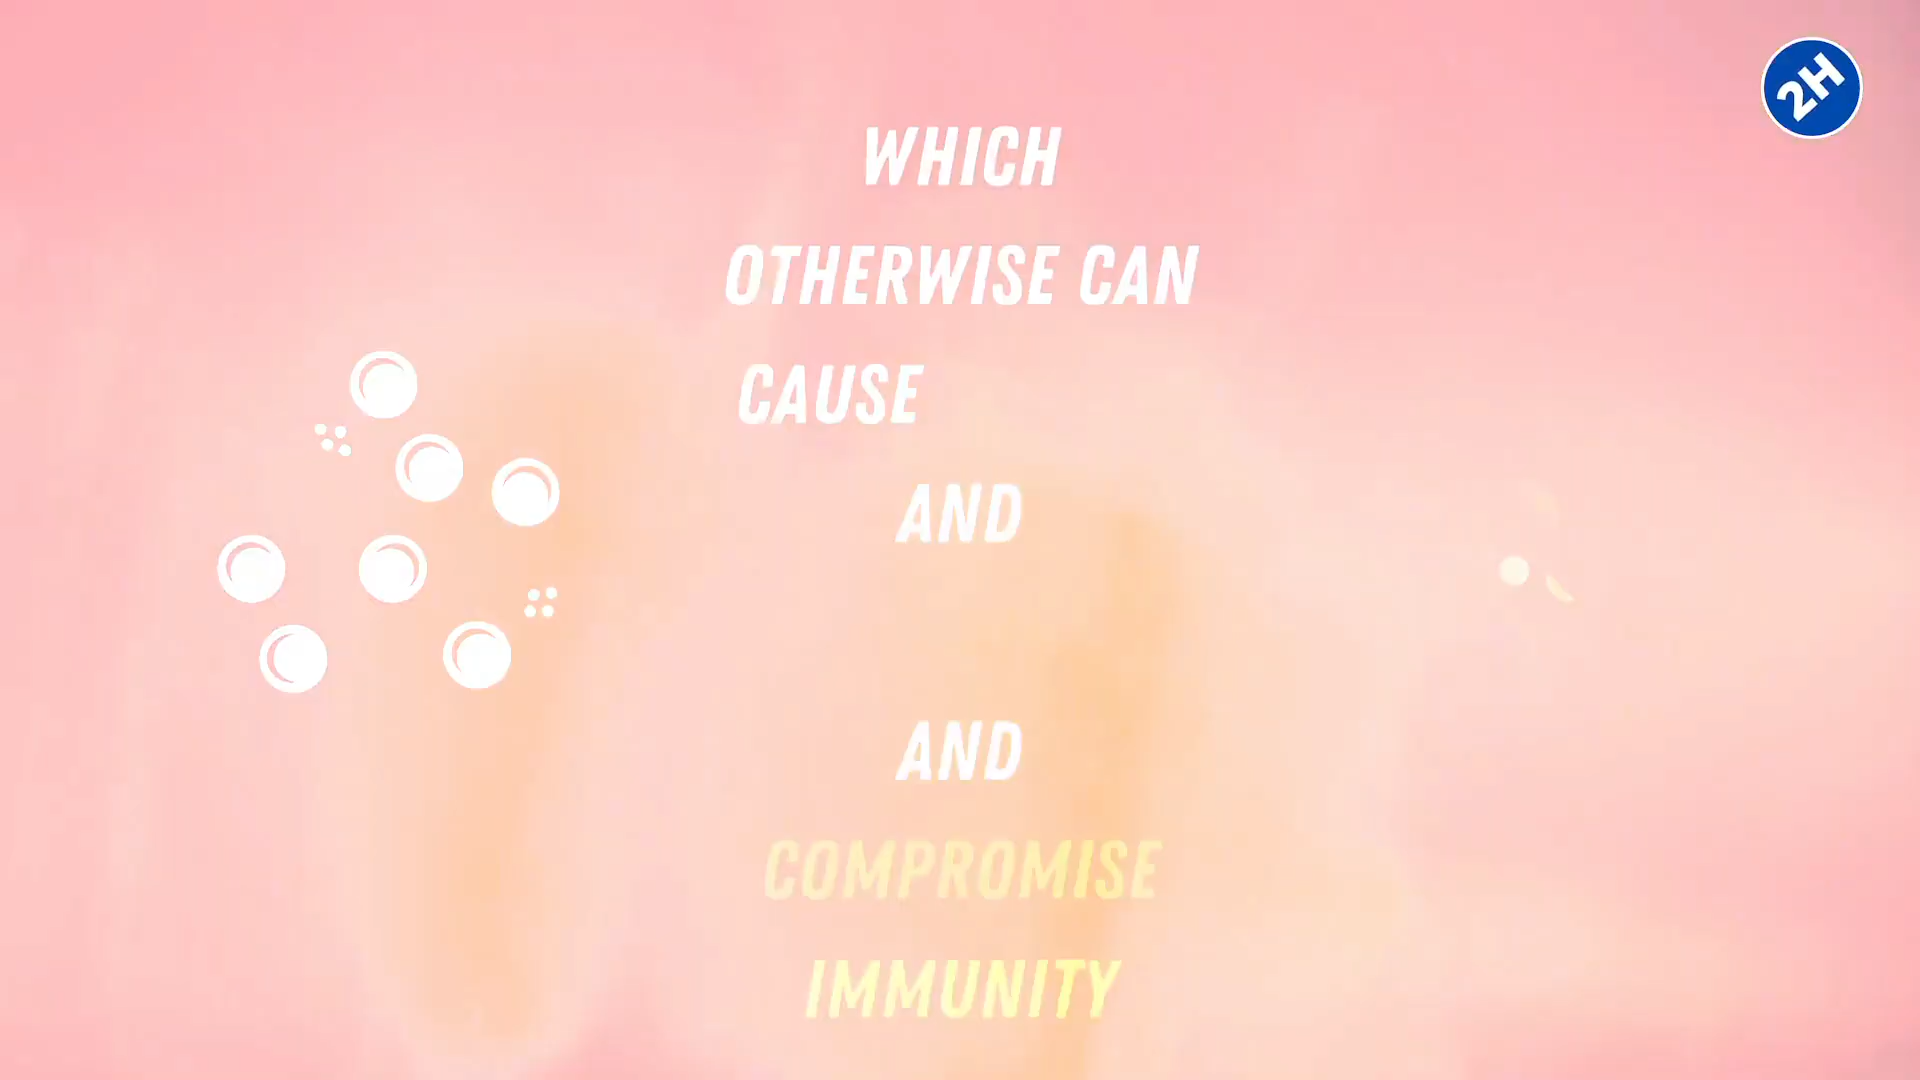 2H
WHICH
OTHERWISE CAN
CAUSE
AND
AND
COMPROMISE
IMMUNITY